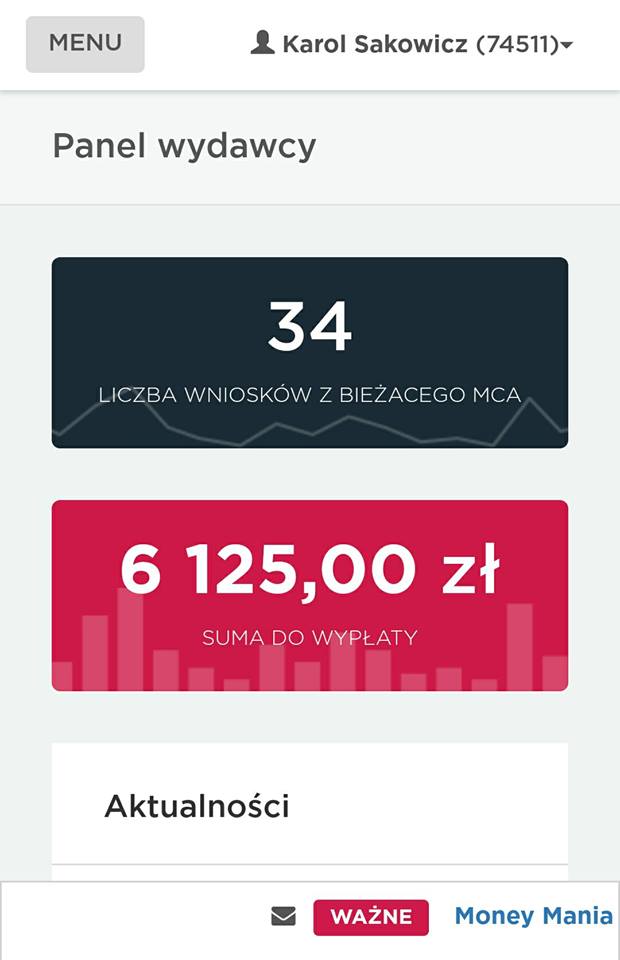 MENU
Karol Sakowicz (74511)
Panel wydawcy
34
LICZBA WNIOSKÓW Z BIEŻACEGO MCA
6 125,00 zł
SUMA DO WYPŁATY
Aktualności
WAŻNE Money Mania